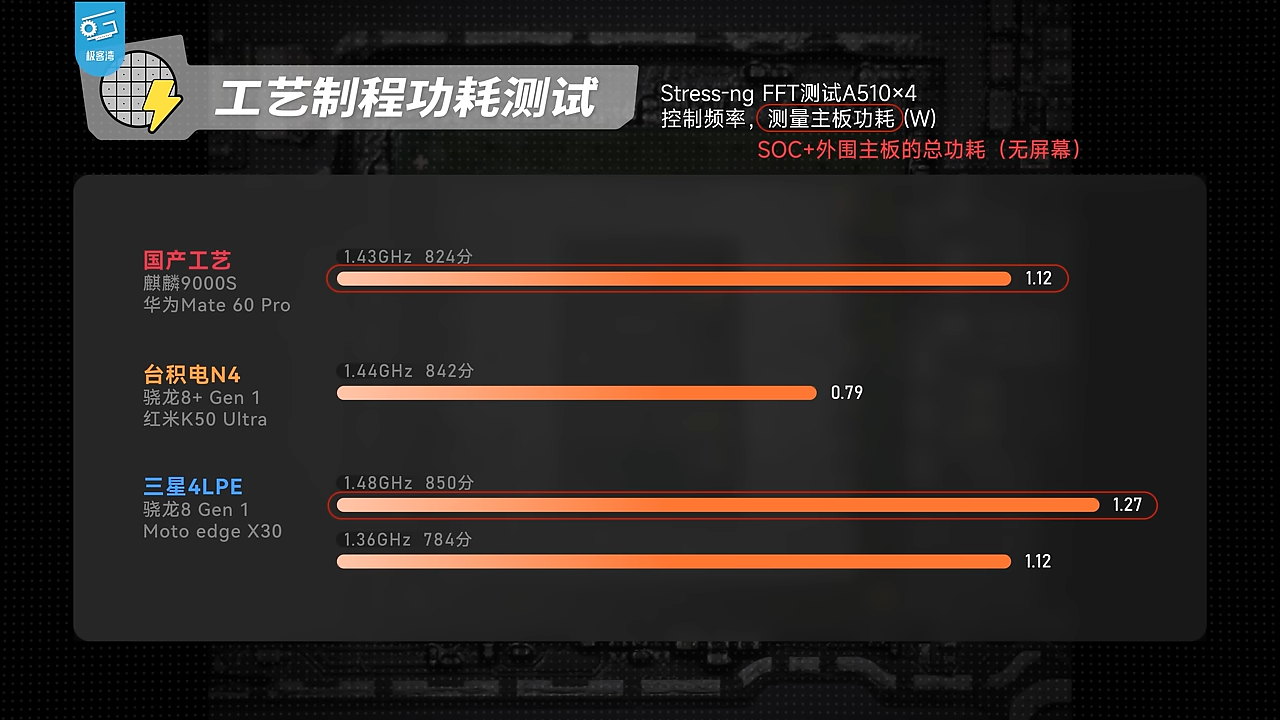 极客湾
工艺制程功耗测试
Stress-ng FFT测试A510×4
控制频率，测量主板功耗(W)
SOC+外围主板的总功耗（无屏幕）
国产工艺
麒麟9000S
华为Mate 60 Pro
1.43GHz 824分
1.12
台积电N4
骁龙8+ Gen 1
红米K50 Ultra
1.44GHz 842分
0.79
三星4LPE
骁龙8 Gen 1
Moto edge X30
1.48GHz 850分
1.27
1.36GHz 784分
1.12